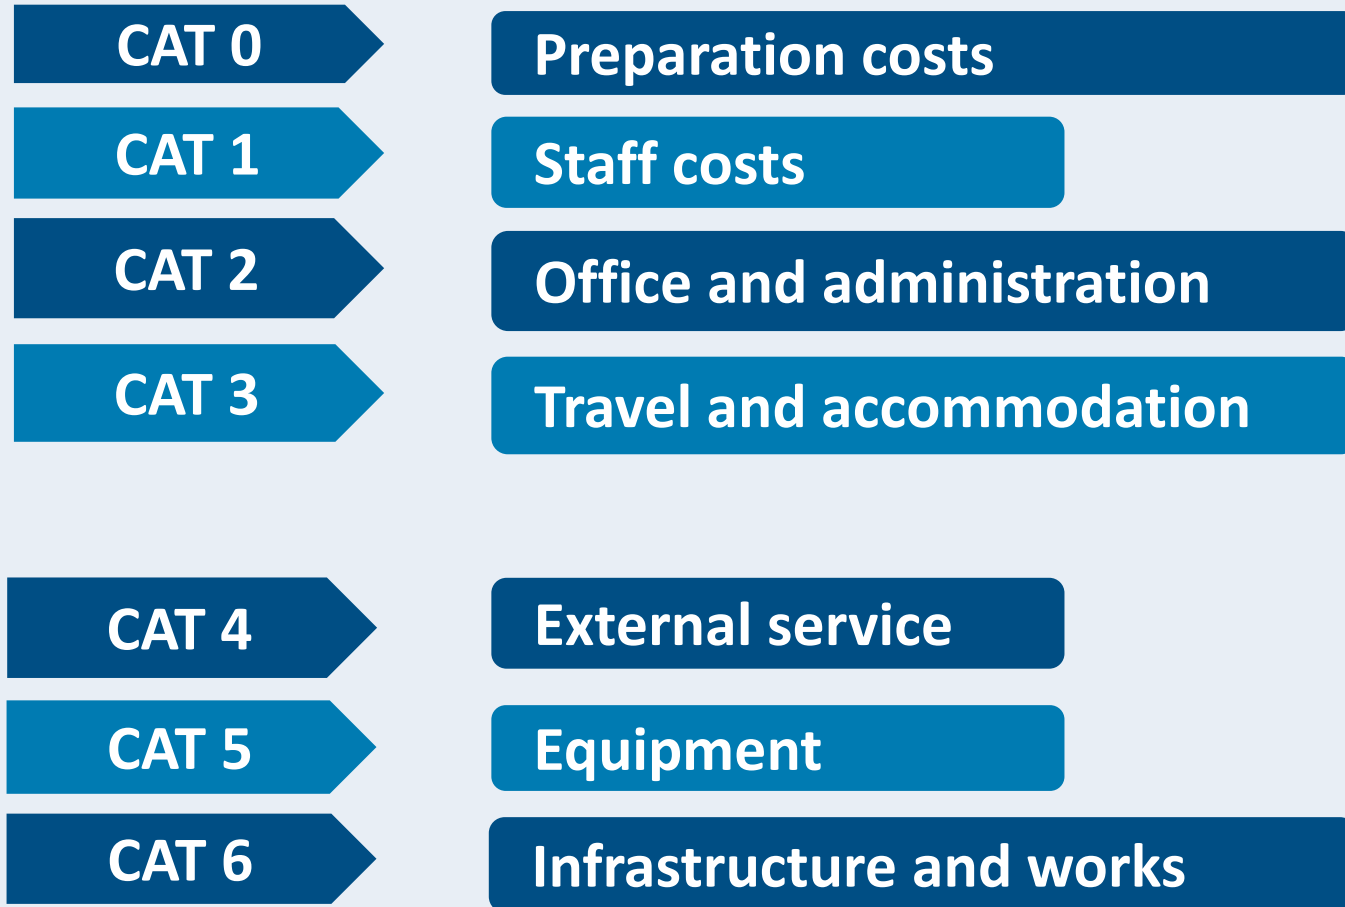 CAT 0 Preparation costs
CAT 1 Staff costs
CAT 2 Office and administration
CAT 3 Travel and accommodation
CAT 4 External service
CAT 5 Equipment
CAT 6 Infrastructure and works